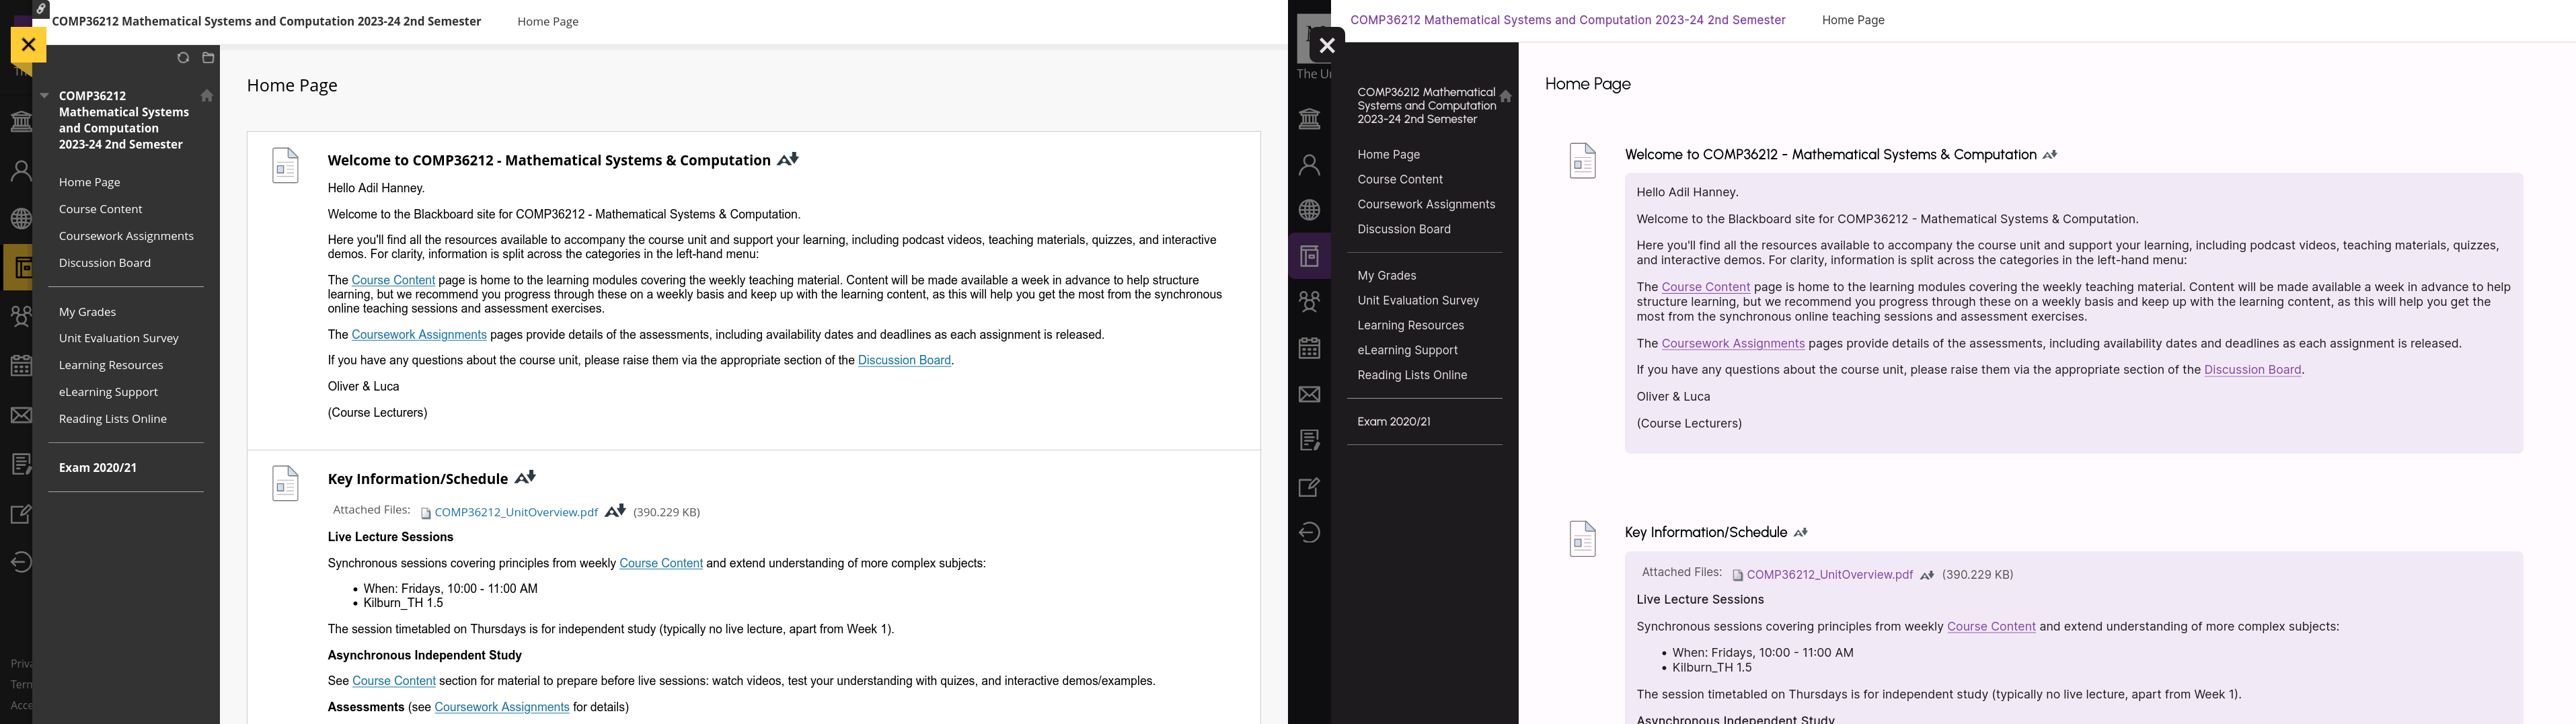 COMP36212 Mathematical Systems and Computation 2023-24 2nd Semester
Home Page
Th
COMP36212
Mathematical Systems
and Computation
2023-24 2nd Semester
Home Page
Course Content
Coursework Assignments
Discussion Board
My Grades
Unit Evaluation Survey
Learning Resources
eLearning Support
Reading Lists Online
Exam 2020/21
Priva
Term
Acce
Home Page
Welcome to COMP36212 - Mathematical Systems & Computation
Hello Adil Hanney.
Welcome to the Blackboard site for COMP36212 - Mathematical Systems & Computation.
Here you'll find all the resources available to accompany the course unit and support your learning, including podcast videos, teaching materials, quizzes, and interactive
demos. For clarity, information is split across the categories in the left-hand menu:
The Course Content page is home to the learning modules covering the weekly teaching material. Content will be made available a week in advance to help structure
learning, but we recommend you progress through these on a weekly basis and keep up with the learning content, as this will help you get the most from the synchronous
online teaching sessions and assessment exercises.
The Coursework Assignments pages provide details of the assessments, including availability dates and deadlines as each assignment is released.
If you have any questions about the course unit, please raise them via the appropriate section of the Discussion Board.
Oliver & Luca
(Course Lecturers)
Key Information/Schedule
Attached Files: COMP36212_UnitOverview.pdf (390.229 KB)
Live Lecture Sessions
Synchronous sessions covering principles from weekly Course Content and extend understanding of more complex subjects:
• When: Fridays, 10:00 - 11:00 AM
• Kilburn_TH 1.5
The session timetabled on Thursdays is for independent study (typically no live lecture, apart from Week 1).
Asynchronous Independent Study
See Course Content section for material to prepare before live sessions: watch videos, test your understanding with quizes, and interactive demos/examples.
Assessments (see Coursework Assignments for details)
COMP36212 Mathematical Systems and Computation 2023-24 2nd Semester
Home Page
The Un
COMP36212 Mathematical
Systems and Computation
2023-24 2nd Semester
Home Page
Course Content
Coursework Assignments
Discussion Board
My Grades
Unit Evaluation Survey
Learning Resources
eLearning Support
Reading Lists Online
Exam 2020/21
Home Page
Welcome to COMP36212 - Mathematical Systems & Computation
Hello Adil Hanney.
Welcome to the Blackboard site for COMP36212 - Mathematical Systems & Computation.
Here you'll find all the resources available to accompany the course unit and support your learning, including podcast videos, teaching materials, quizzes,
and interactive demos. For clarity, information is split across the categories in the left-hand menu:
The Course Content page is home to the learning modules covering the weekly teaching material. Content will be made available a week in advance to help
structure learning, but we recommend you progress through these on a weekly basis and keep up with the learning content, as this will help you get the
most from the synchronous online teaching sessions and assessment exercises.
The Coursework Assignments pages provide details of the assessments, including availability dates and deadlines as each assignment is released.
If you have any questions about the course unit, please raise them via the appropriate section of the Discussion Board.
Oliver & Luca
(Course Lecturers)
Key Information/Schedule
Attached Files: COMP36212_UnitOverview.pdf (390.229 KB)
Live Lecture Sessions
Synchronous sessions covering principles from weekly Course Content and extend understanding of more complex subjects:
• When: Fridays, 10:00 - 11:00 AM
• Kilburn_TH 1.5
The session timetabled on Thursdays is for independent study (typically no live lecture, apart from Week 1).
Asynchronous Independent Study